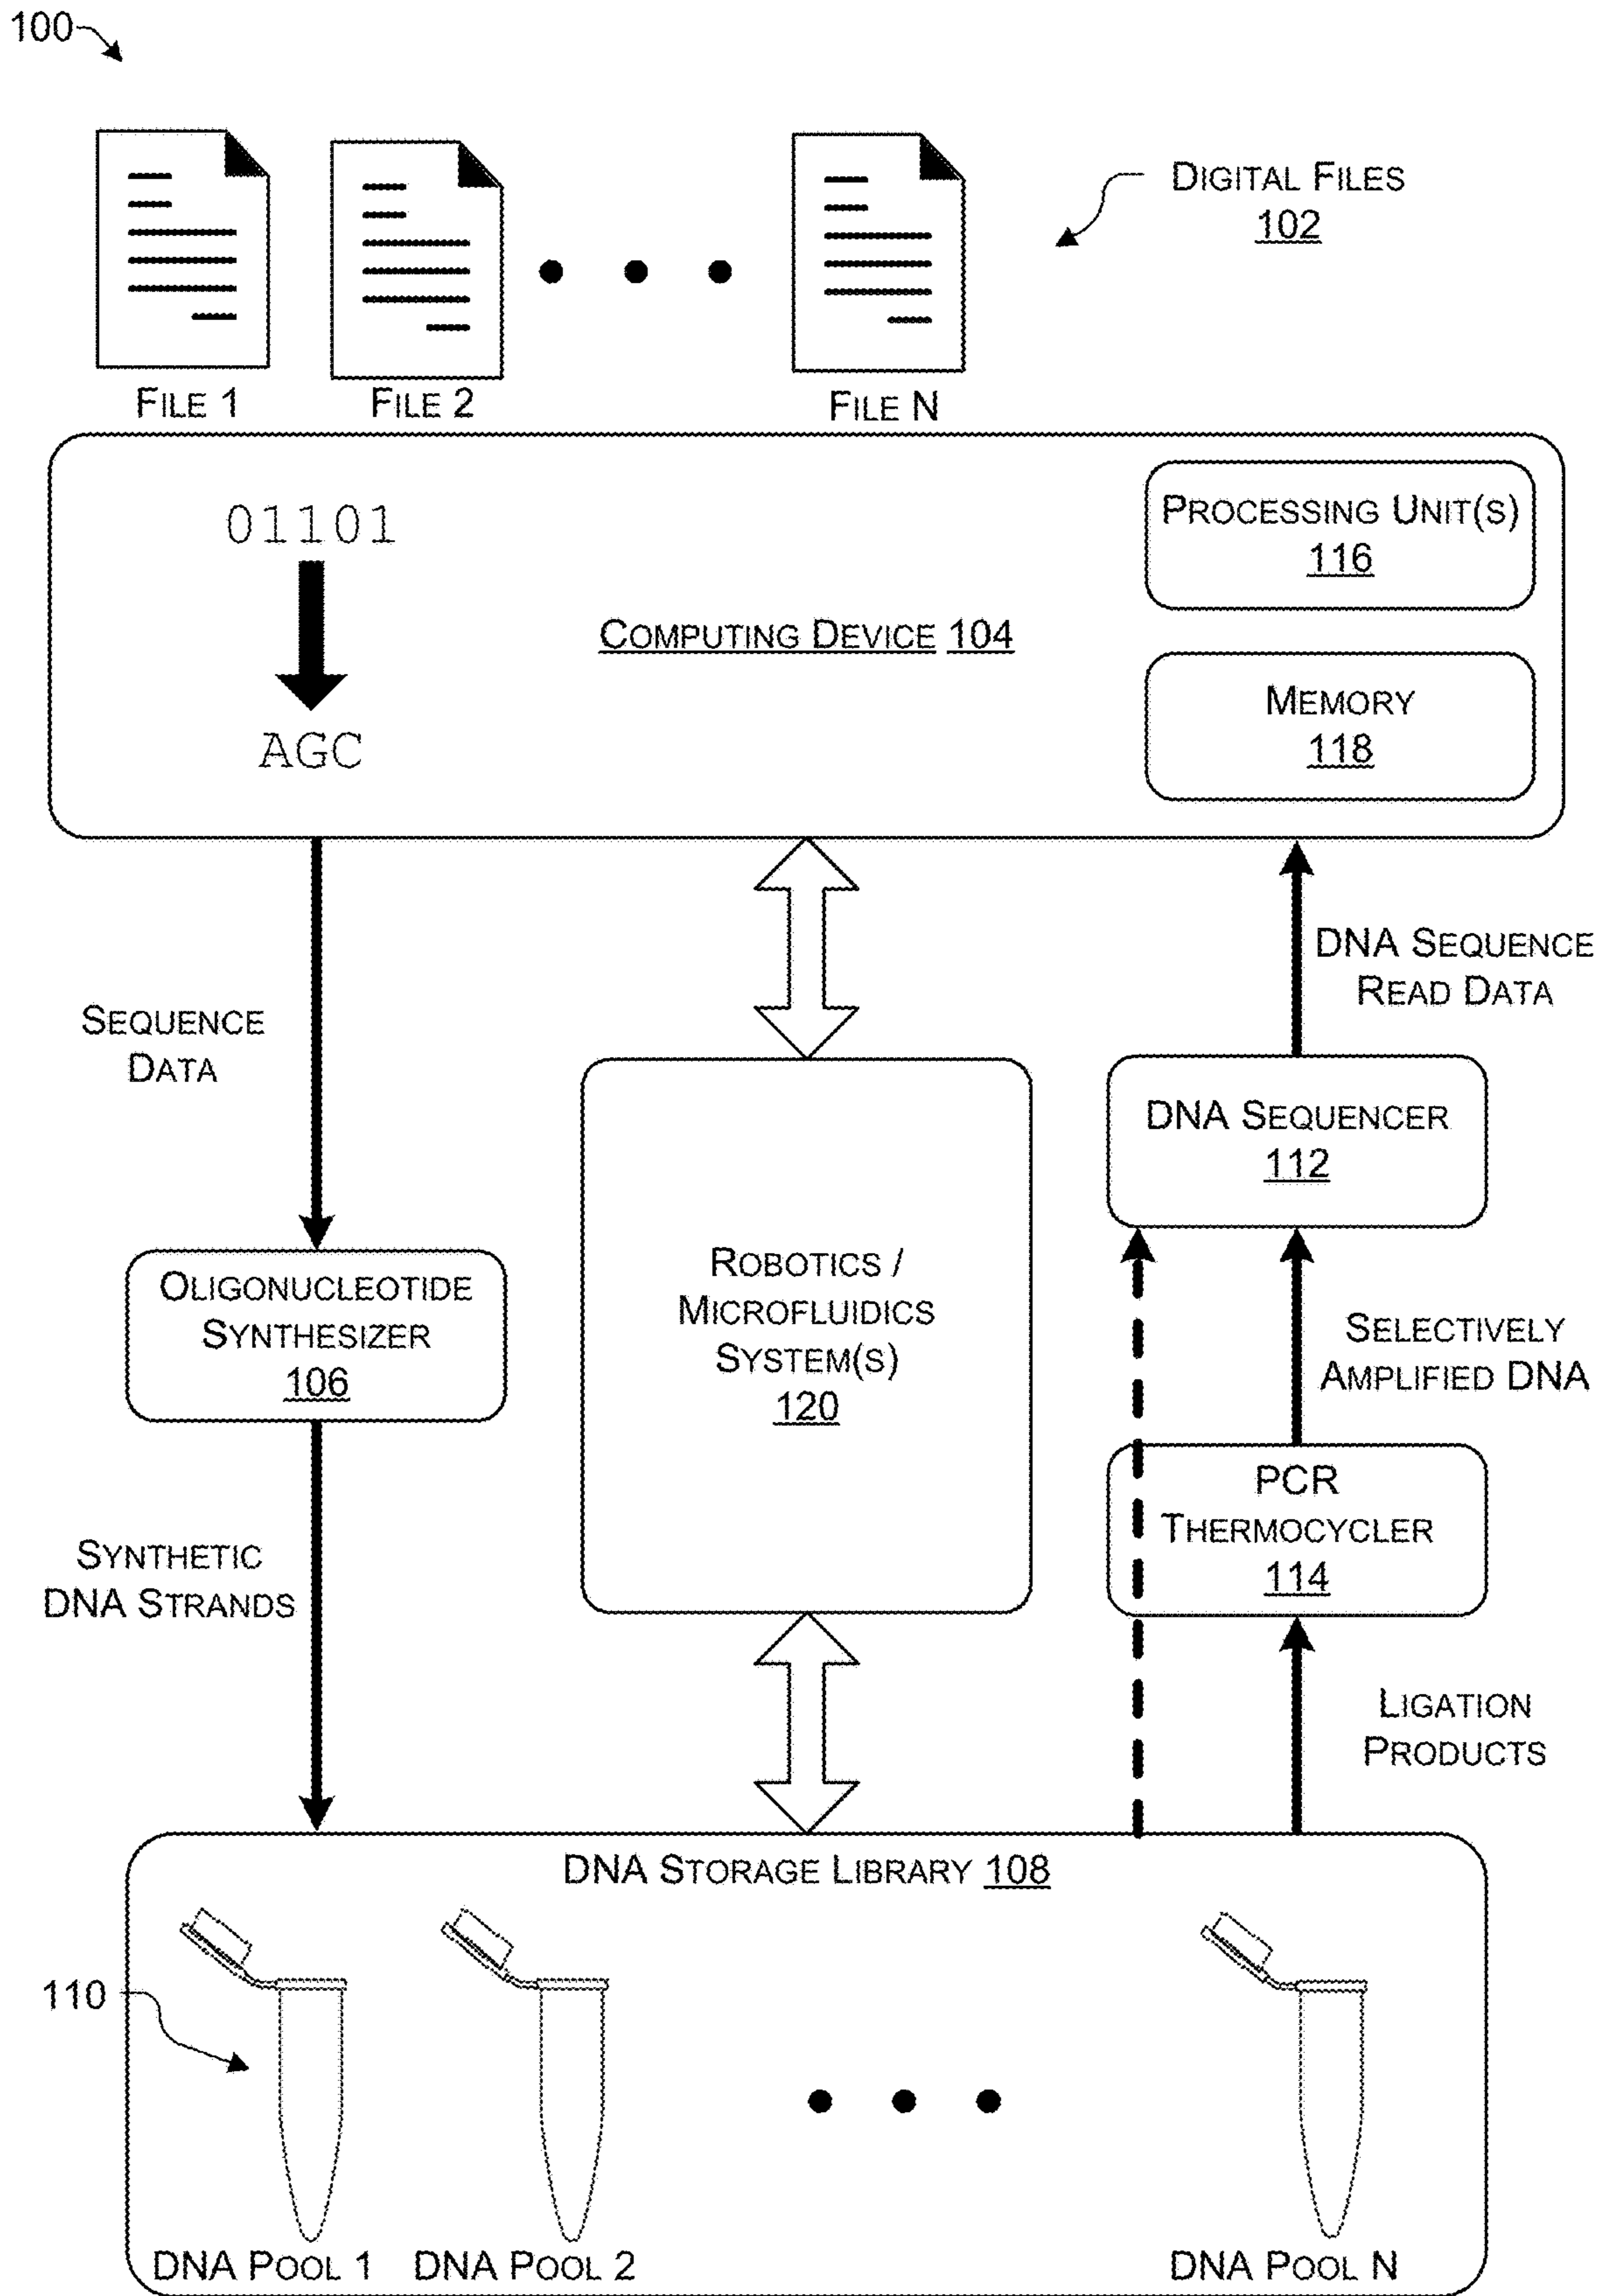 100
DIGITAL FILES
102
FILE 1
FILE 2
FILE N
01101
AGC
COMPUTING DEVICE 104
PROCESSING UNIT(S)
116
MEMORY
118
SEQUENCE
DATA
DNA SEQUENCE
READ DATA
DNA SEQUENCER
112
OLIGONUCLEOTIDE
SYNTHESIZER
106
ROBOTICS /
MICROFLUIDICS
SYSTEM(S)
120
SELECTIVELY
AMPLIFIED DNA
PCR
THERMOCYCLER
114
SYNTHETIC
DNA STRANDS
LIGATION
PRODUCTS
DNA STORAGE LIBRARY 108
110
DNA POOL 1
DNA POOL 2
DNA POOL N